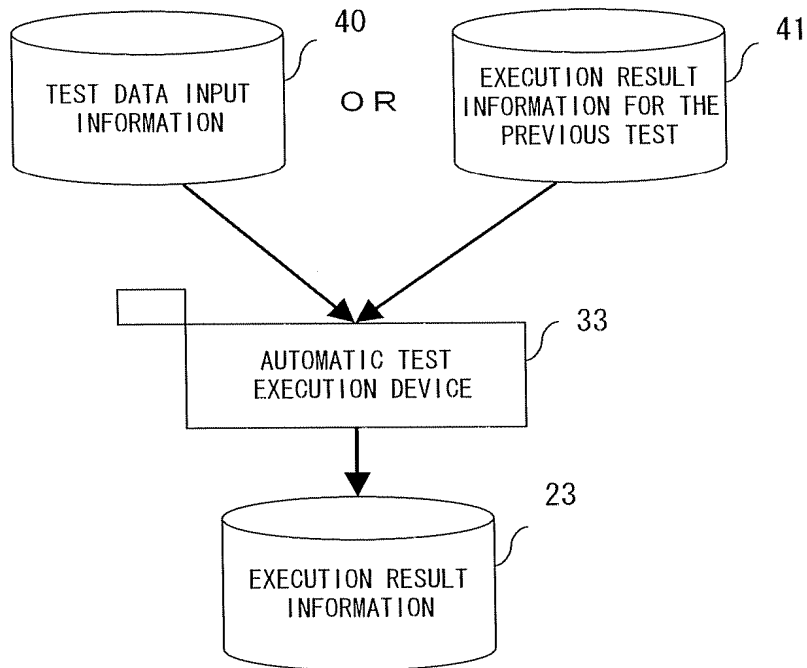 40
41
TEST DATA INPUT
INFORMATION
OR
EXECUTION RESULT
INFORMATION FOR THE
PREVIOUS TEST
33
AUTOMATIC TEST
EXECUTION DEVICE
23
EXECUTION RESULT
INFORMATION